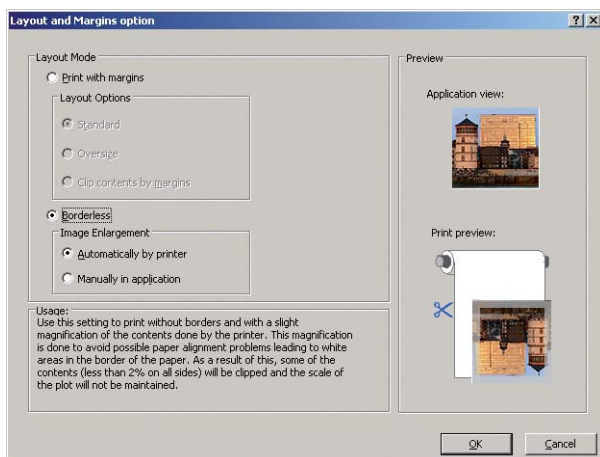 Layout and Margins option
Layout Mode
Print with margins
Layout Options
Standard
Oversize
Clip contents by margins
Borderless
Image Enlargement
Automatically by printer
Manually in application
Usage:
Use this setting to print without borders and with a slight
magnification of the contents done by the printer. This magnification
is done to avoid possible paper alignment problems leading to white
areas in the border of the paper. As a result of this, some of the
contents (less than 2% on all sides) will be clipped and the scale of
the plot will not be maintained.
Preview
Application view:
Print preview:
OK
Cancel